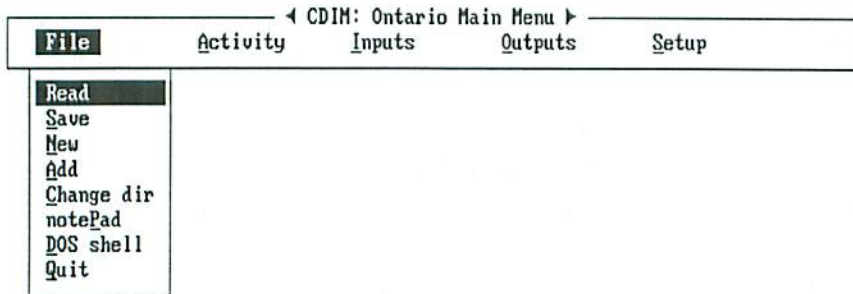 CDIM: Ontario Main Menu
File Activity Inputs Outputs Setup
Read
Save
New
Add
Change dir
notePad
DOS shell
Quit